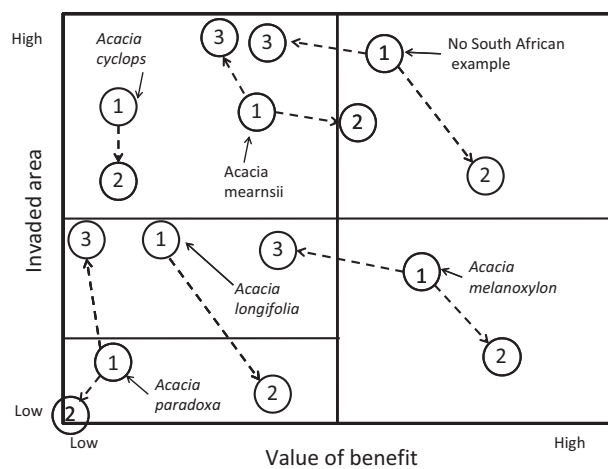 High
Acacia
cyclops
3
3
1
No South African
example
1
1
2
Acacia
mearnsii
2
2
Invaded area
3
1
3
1
Acacia
longifolia
Acacia
melanoxylon
1
2
Acacia
paradoxa
2
2
Low
Low
High
Value of benefit